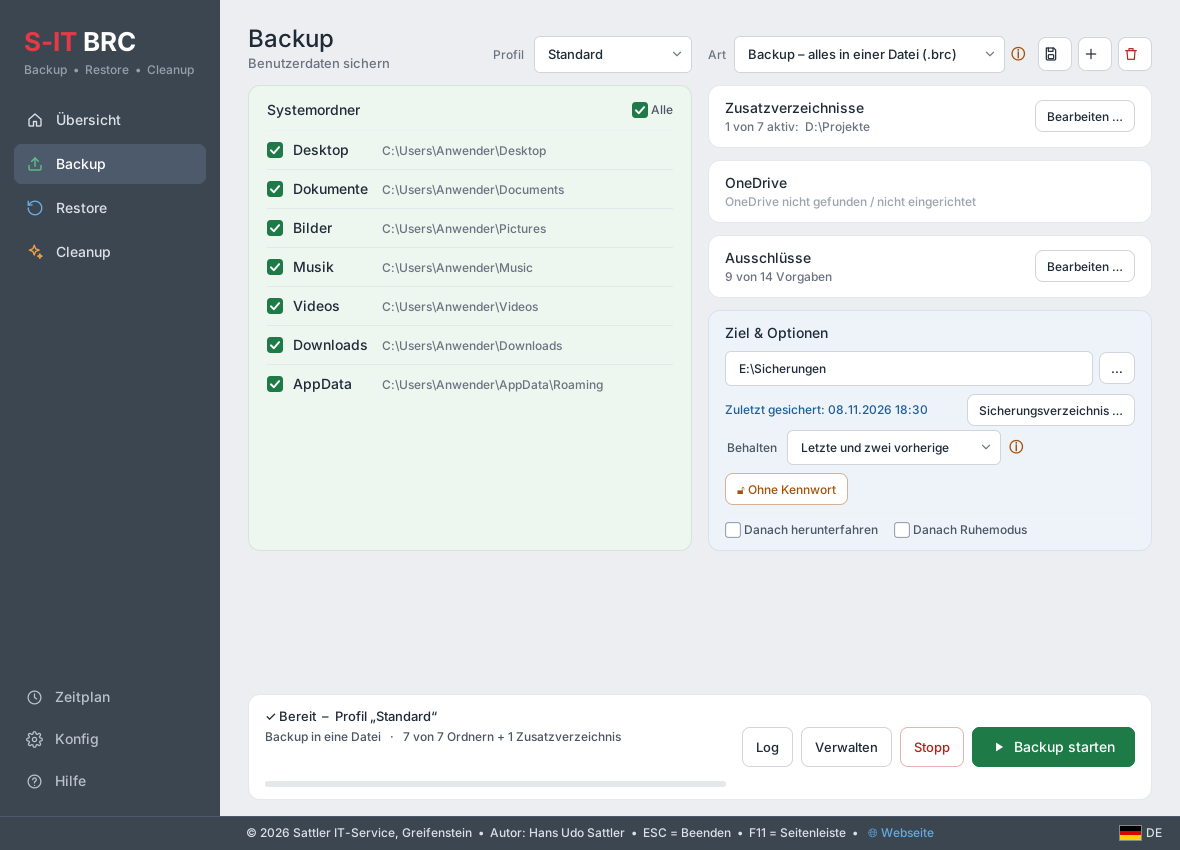 S-IT BRC
Backup • Restore • Cleanup
Übersicht
Backup
Restore
Cleanup
Zeitplan
Konfig
Hilfe
Backup
Benutzerdaten sichern
Profil
Standard
Art
Backup – alles in einer Datei (.brc)
Systemordner
Alle
Desktop C:\Users\Anwender\Desktop
Dokumente C:\Users\Anwender\Documents
Bilder C:\Users\Anwender\Pictures
Musik C:\Users\Anwender\Music
Videos C:\Users\Anwender\Videos
Downloads C:\Users\Anwender\Downloads
AppData C:\Users\Anwender\AppData\Roaming
Zusatzverzeichnisse
1 von 7 aktiv: D:\Projekte
Bearbeiten ...
OneDrive
OneDrive nicht gefunden / nicht eingerichtet
Ausschlüsse
9 von 14 Vorgaben
Bearbeiten ...
Ziel & Optionen
E:\Sicherungen
...
Zuletzt gesichert: 08.11.2026 18:30
Sicherungsverzeichnis ...
Behalten
Letzte und zwei vorherige
Ohne Kennwort
Danach herunterfahren
Danach Ruhemodus
✓ Bereit – Profil „Standard“
Backup in eine Datei · 7 von 7 Ordnern + 1 Zusatzverzeichnis
Log
Verwalten
Stopp
Backup starten
© 2026 Sattler IT-Service, Greifenstein • Autor: Hans Udo Sattler • ESC = Beenden • F11 = Seitenleiste • Webseite
DE